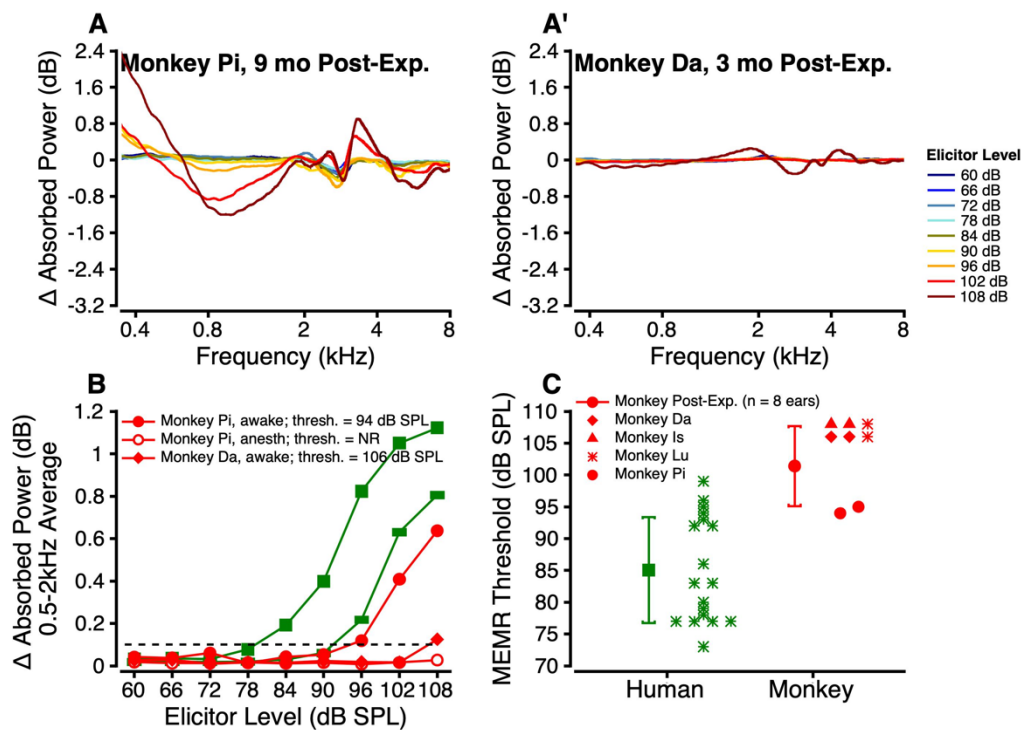 A
Monkey Pi, 9 mo Post-Exp.
Δ Absorbed Power (dB)
2.4
1.6
0.8
0
-0.8
-1.6
-2.4
-3.2
0.4 0.8 2 4 8
Frequency (kHz)
A'
Monkey Da, 3 mo Post-Exp.
Δ Absorbed Power (dB)
2.4
1.6
0.8
0
-0.8
-1.6
-2.4
-3.2
0.4 0.8 2 4 8
Frequency (kHz)
Elicitor Level
60 dB
66 dB
72 dB
78 dB
84 dB
90 dB
96 dB
102 dB
108 dB
B
Monkey Pi, awake; thresh. = 94 dB SPL
Monkey Pi, anesth; thresh. = NR
Monkey Da, awake; thresh. = 106 dB SPL
Δ Absorbed Power (dB)
0.5-2kHz Average
1.2
1
0.8
0.6
0.4
0.2
0
60 66 72 78 84 90 96 102 108
Elicitor Level (dB SPL)
C
Monkey Post-Exp. (n = 8 ears)
Monkey Da
Monkey Is
Monkey Lu
Monkey Pi
MEMR Threshold (dB SPL)
110
105
100
95
90
85
80
75
70
Human Monkey